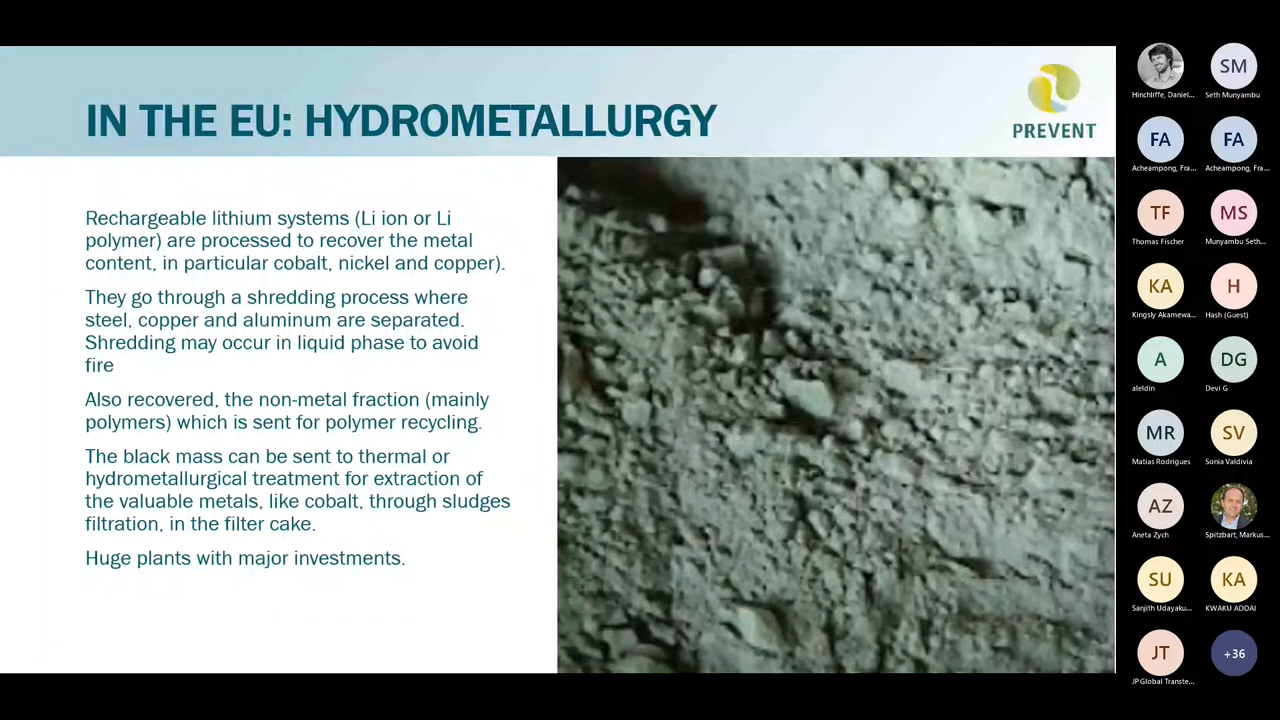 IN THE EU: HYDROMETALLURGY
PREVENT
Rechargeable lithium systems (Li ion or Li
polymer) are processed to recover the metal
content, in particular cobalt, nickel and copper).
They go through a shredding process where
steel, copper and aluminum are separated.
Shredding may occur in liquid phase to avoid
fire
Also recovered, the non-metal fraction (mainly
polymers) which is sent for polymer recycling.
The black mass can be sent to thermal or
hydrometallurgical treatment for extraction of
the valuable metals, like cobalt, through sludges
filtration, in the filter cake.
Huge plants with major investments.
SM
Hinchliffe, Daniel...
Seth Munyambu
FA
FA
Acheampong, Fra...
Acheampong, Fra...
TF
MS
Thomas Fischer
Munyambu Seth...
KA
H
Kingsly Akamewa...
Hash (Guest)
A
DG
aleldin
Devi G
MR
SV
Matias Rodrigues
Sonia Valdivia
AZ
Aneta Zych
Spitzbart, Markus...
SU
KA
Sanjith Udayaku...
KWAKU ADDAI
JT
+36
JP Global Transte...